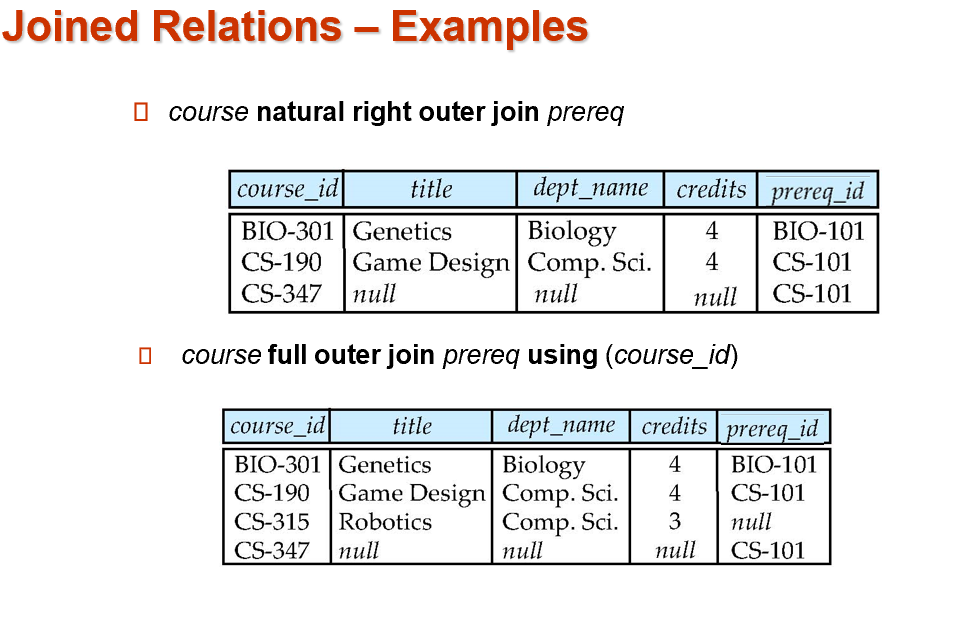 Joined Relations – Examples
course natural right outer join prereq
course_id title dept_name credits prereq_id
BIO-301 Genetics Biology 4 BIO-101
CS-190 Game Design Comp. Sci. 4 CS-101
CS-347 null null null CS-101
course full outer join prereq using (course_id)
course_id title dept_name credits prereq_id
BIO-301 Genetics Biology 4 BIO-101
CS-190 Game Design Comp. Sci. 4 CS-101
CS-315 Robotics Comp. Sci. 3 null
CS-347 null null null CS-101